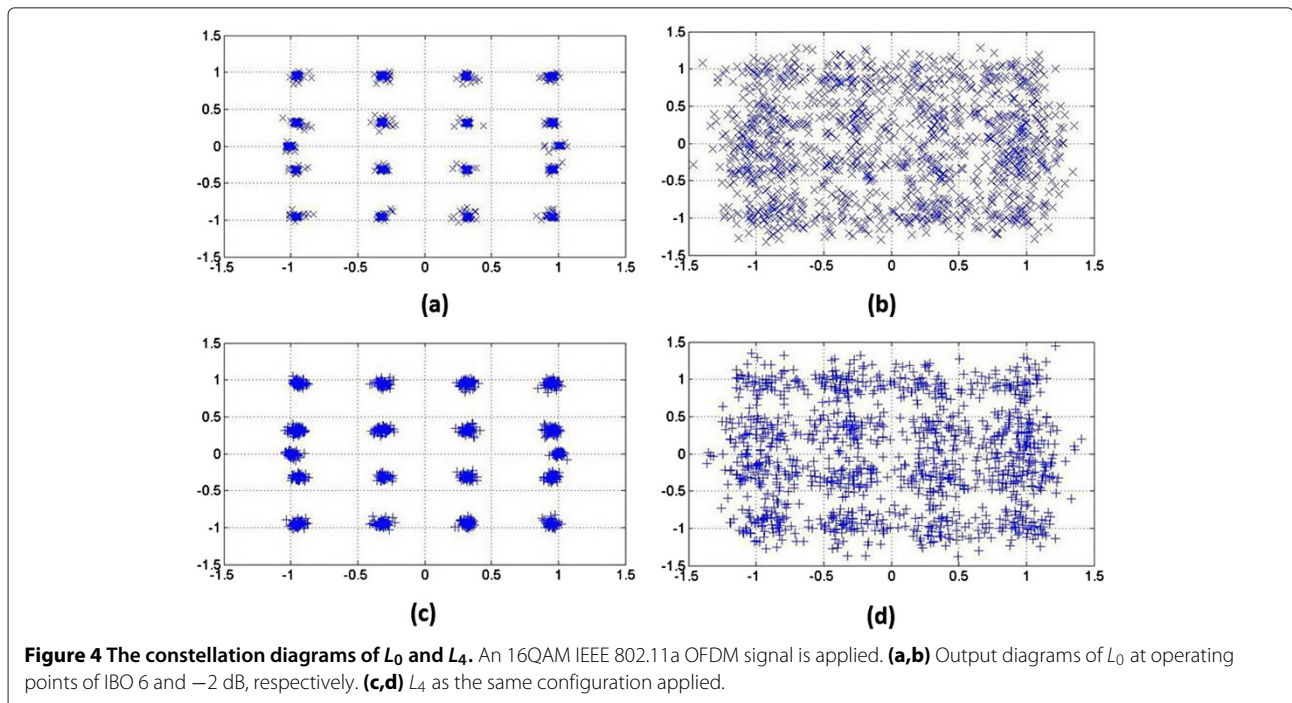 1.5
1
0.5
0
-0.5
-1
-1.5
-1.5 -1 -0.5 0 0.5 1 1.5
(a)
1.5
1
0.5
0
-0.5
-1
-1.5
-1.5 -1 -0.5 0 0.5 1 1.5
(b)
1.5
1
0.5
0
-0.5
-1
-1.5
-1.5 -1 -0.5 0 0.5 1 1.5
(c)
1.5
1
0.5
0
-0.5
-1
-1.5
-1.5 -1 -0.5 0 0.5 1 1.5
(d)
Figure 4 The constellation diagrams of L0 and L4. An 16QAM IEEE 802.11a OFDM signal is applied. (a,b) Output diagrams of L0 at operating
points of IBO 6 and −2 dB, respectively. (c,d) L4 as the same configuration applied.